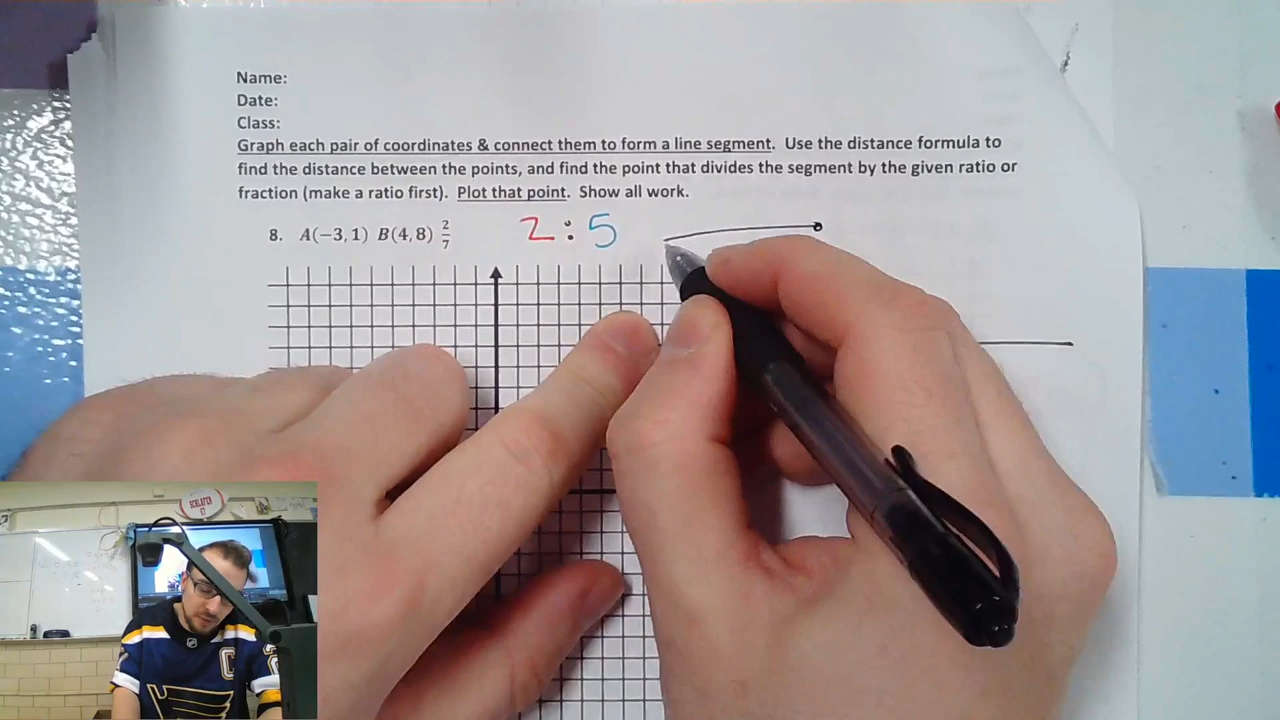 Name:
Date:
Class:
Graph each pair of coordinates & connect them to form a line segment. Use the distance formula to
find the distance between the points, and find the point that divides the segment by the given ratio or
fraction (make a ratio first). Plot that point. Show all work.
8. A(−3, 1) B(4, 8) 2/7 2 : 5
SCHLATER
57
C